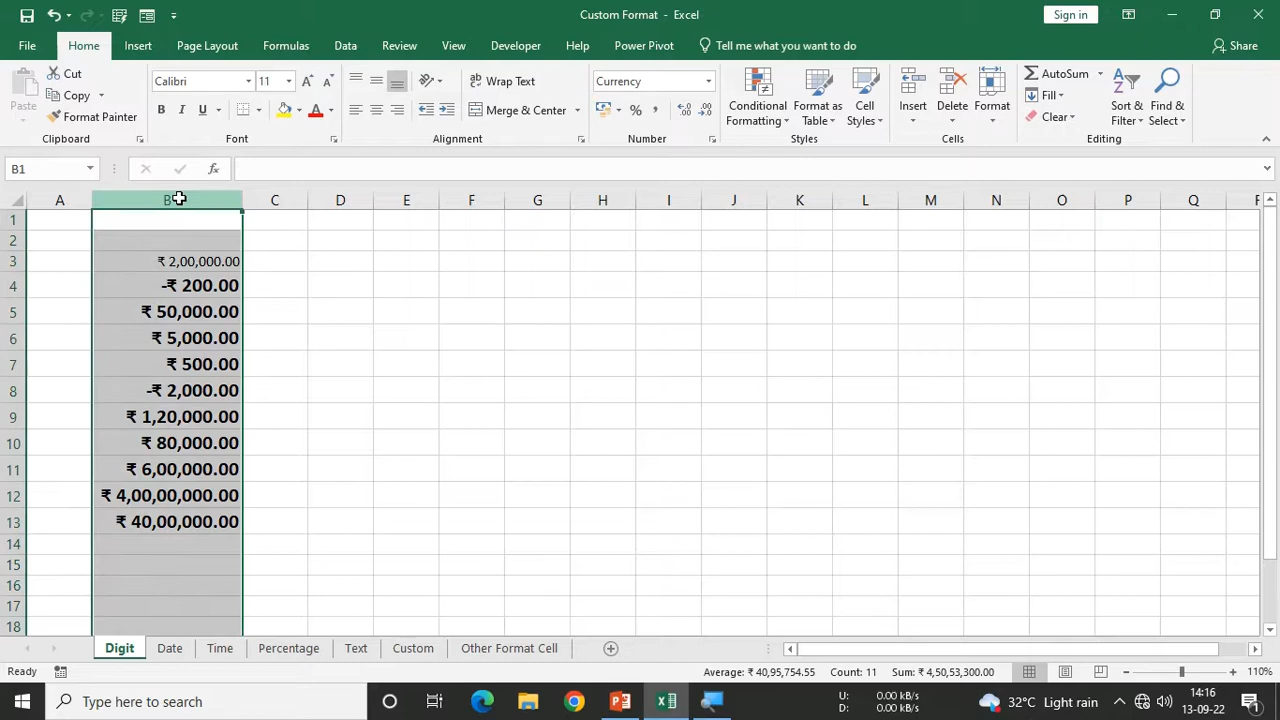 Custom Format - Excel
Sign in
File Home Insert Page Layout Formulas Data Review View Developer Help Power Pivot Tell me what you want to do Share
Paste
Cut
Copy
Format Painter
Clipboard
Calibri 11
B I U
Font
Wrap Text
Merge & Center
Alignment
Currency
Number
Conditional Formatting
Format as Table
Cell Styles
Styles
Insert Delete Format
Cells
AutoSum
Fill
Clear
Sort & Filter
Find & Select
Editing
B1
fx
A B C D E F G H I J K L M N O P Q
1
2
3 ₹ 2,00,000.00
4 -₹ 200.00
5 ₹ 50,000.00
6 ₹ 5,000.00
7 ₹ 500.00
8 -₹ 2,000.00
9 ₹ 1,20,000.00
10 ₹ 80,000.00
11 ₹ 6,00,000.00
12 ₹ 4,00,00,000.00
13 ₹ 40,00,000.00
14
15
16
17
18
Digit Date Time Percentage Text Custom Other Format Cell
Ready Average: ₹ 40,95,754.55 Count: 11 Sum: ₹ 4,50,53,300.00 110%
Type here to search
U: 0.00 kB/s
D: 0.00 kB/s
32°C Light rain
14:16
13-09-22